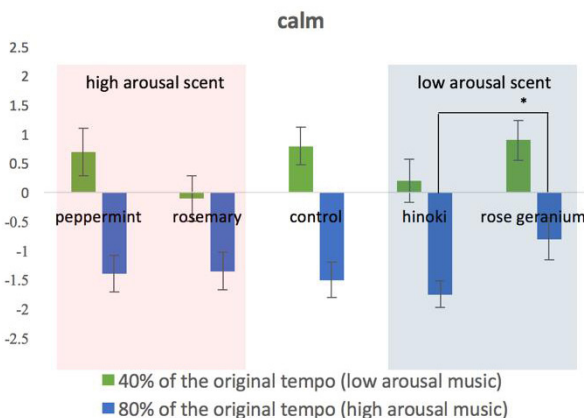 calm
2.5
2
1.5
1
0.5
0
-0.5
-1
-1.5
-2
-2.5
high arousal scent
low arousal scent
*
peppermint
rosemary
control
hinoki
rose geranium
40% of the original tempo (low arousal music)
80% of the original tempo (high arousal music)